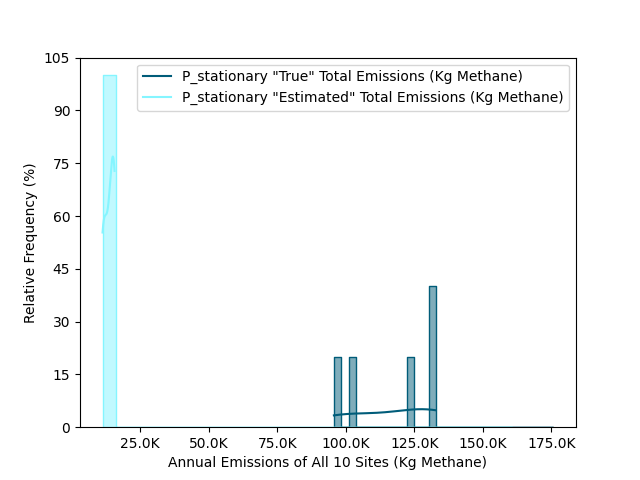 P_stationary "True" Total Emissions (Kg Methane)
P_stationary "Estimated" Total Emissions (Kg Methane)
Relative Frequency (%)
105
90
75
60
45
30
15
0
25.0K 50.0K 75.0K 100.0K 125.0K 150.0K 175.0K
Annual Emissions of All 10 Sites (Kg Methane)